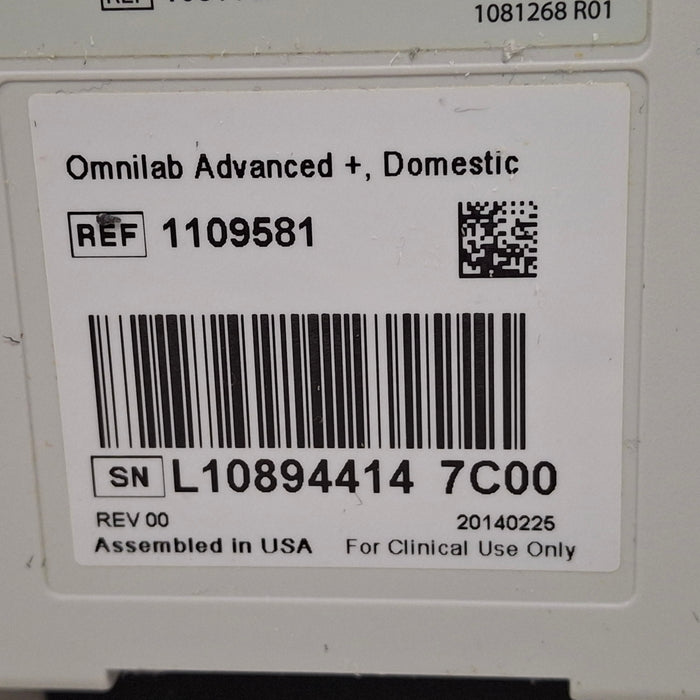 REF
1081268 R01
Omnilab Advanced +, Domestic
REF 1109581
SN L10894414 7C00
REV 00 20140225
Assembled in USA For Clinical Use Only